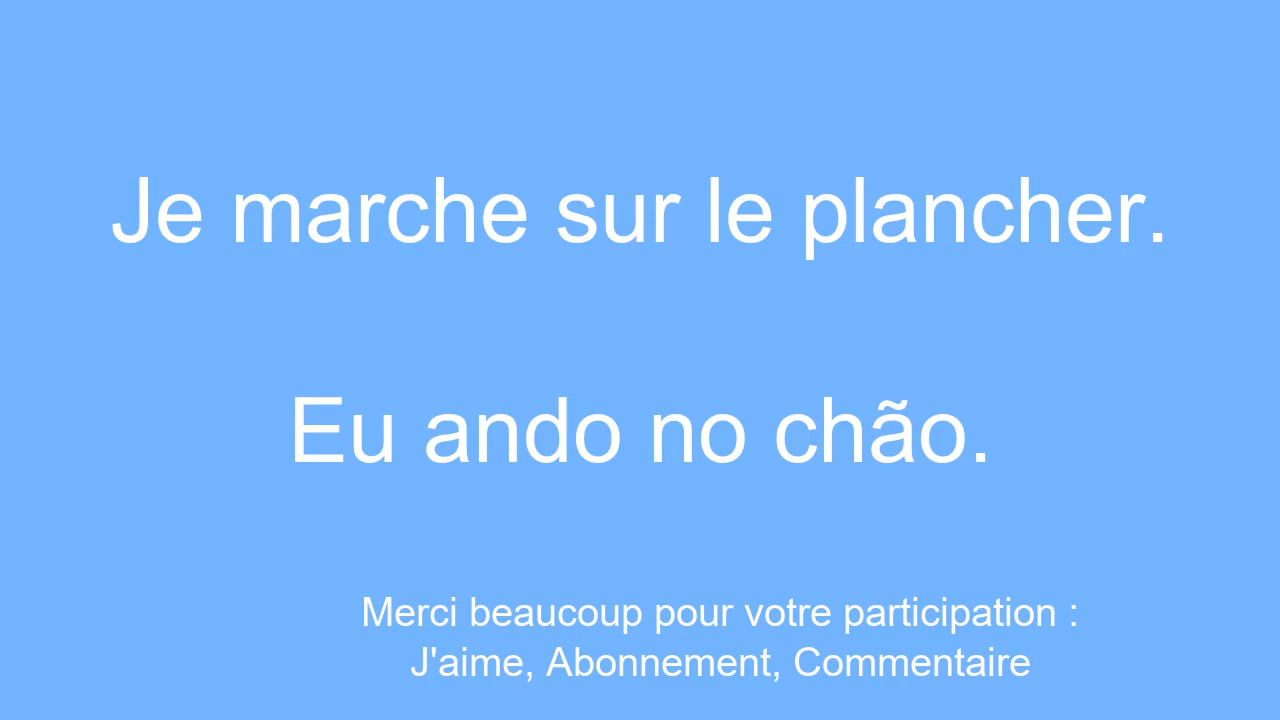 Je marche sur le plancher.
Eu ando no chão.
Merci beaucoup pour votre participation :
J'aime, Abonnement, Commentaire